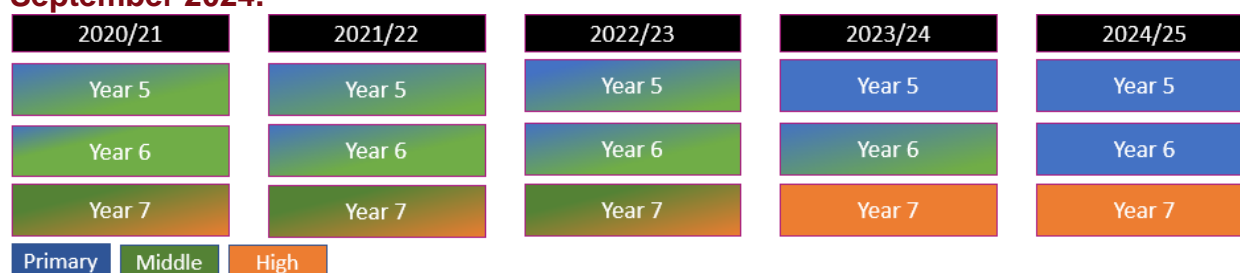 September 2024.
2020/21 2021/22 2022/23 2023/24 2024/25
Year 5 Year 5 Year 5 Year 5 Year 5
Year 6 Year 6 Year 6 Year 6 Year 6
Year 7 Year 7 Year 7 Year 7 Year 7
Primary Middle High